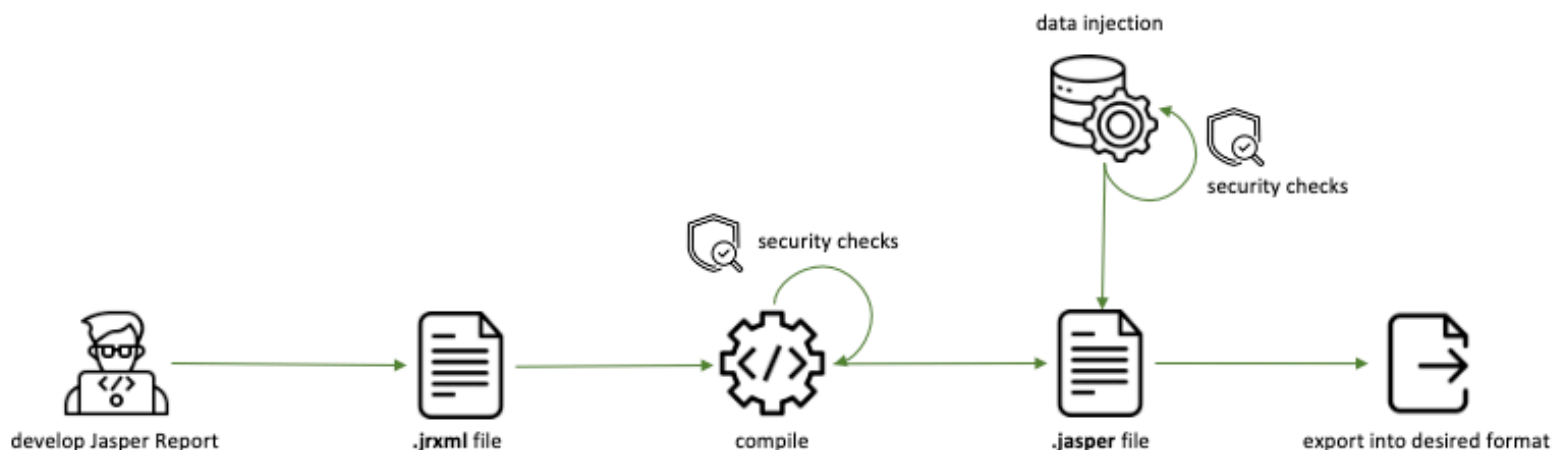 data injection
security checks
security checks
</>
</>
develop Jasper Report
.jrxml file
compile
.jasper file
export into desired format